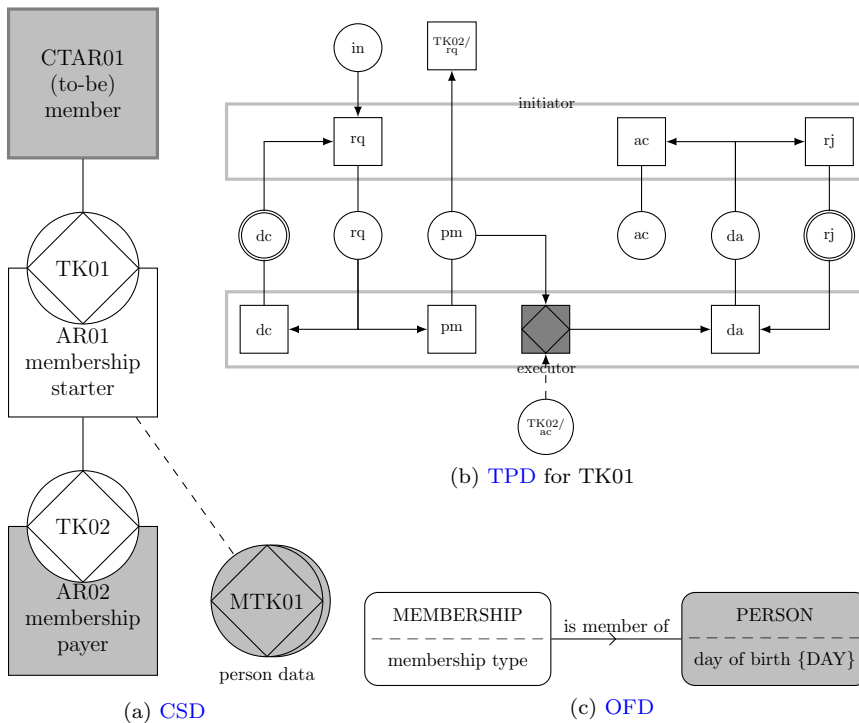 CTAR01
(to-be)
member
TK01
AR01
membership
starter
TK02
AR02
membership
payer
MTK01
person data
(a) CSD
in
TK02/
rq
initiator
rq
ac
rj
dc
rq
pm
ac
da
rj
dc
pm
da
executor
TK02/
ac
(b) TPD for TK01
MEMBERSHIP
membership type
is member of
PERSON
day of birth {DAY}
(c) OFD